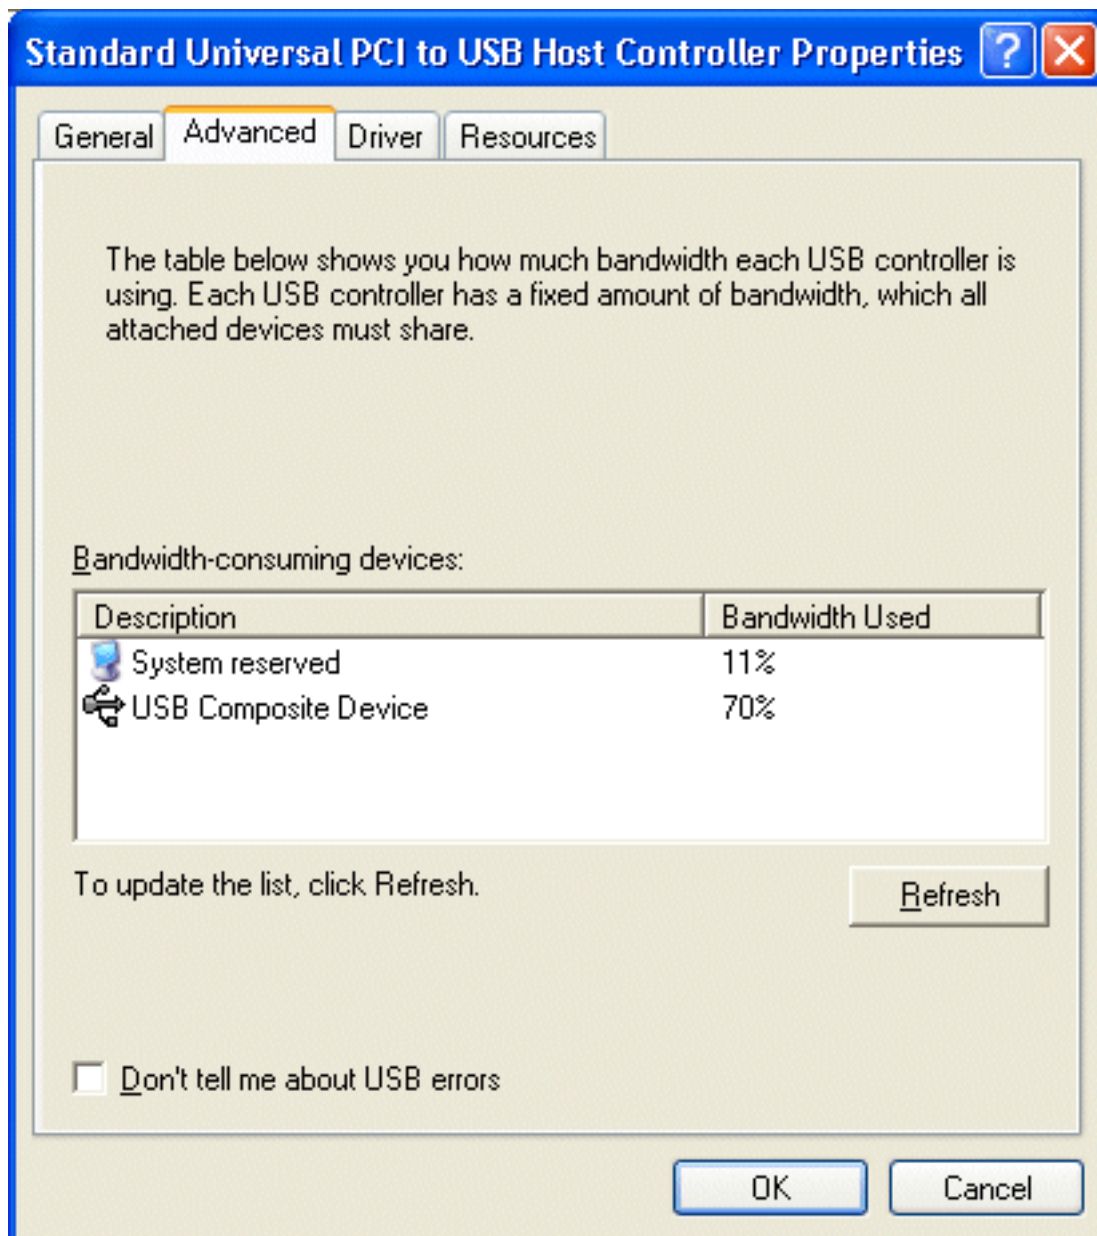 Standard Universal PCI to USB Host Controller Properties ?
General Advanced Driver Resources
The table below shows you how much bandwidth each USB controller is
using. Each USB controller has a fixed amount of bandwidth, which all
attached devices must share.
Bandwidth-consuming devices:
Description Bandwidth Used
System reserved 11%
USB Composite Device 70%
To update the list, click Refresh.
Refresh
Don't tell me about USB errors
OK Cancel